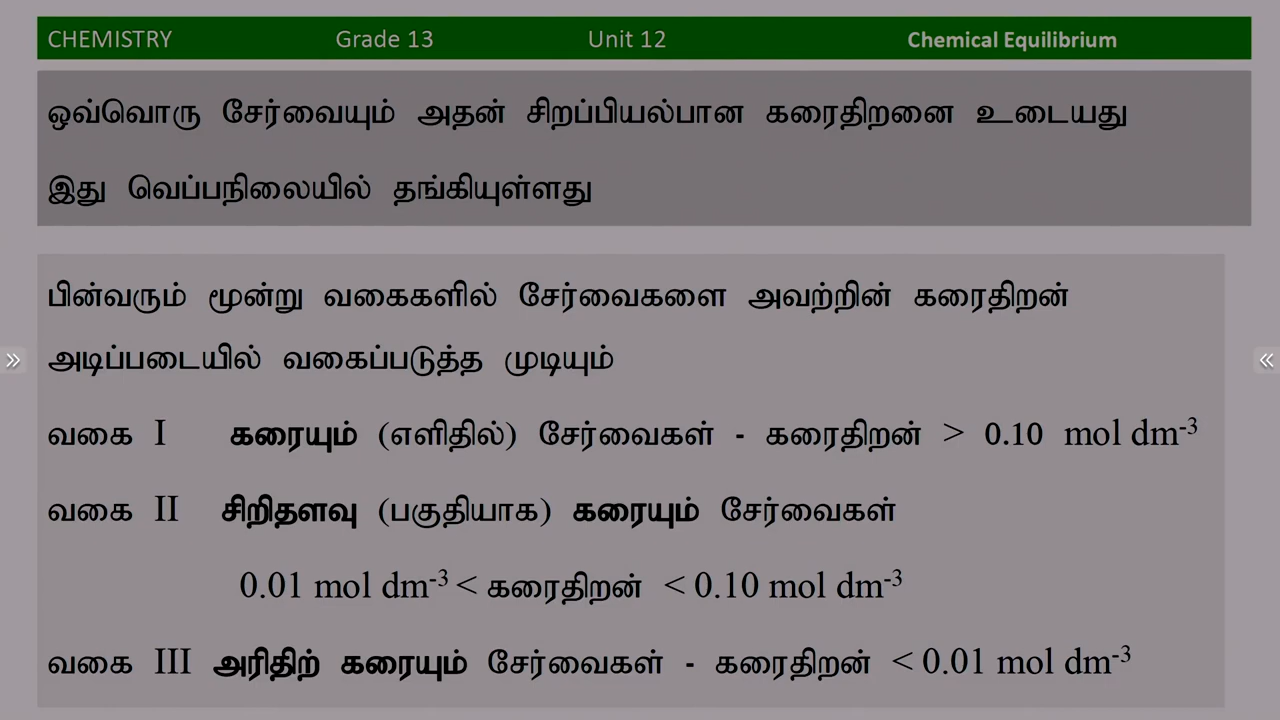 CHEMISTRY Grade 13 Unit 12 Chemical Equilibrium
ஒவ்வொரு சேர்வையும் அதன் சிறப்பியல்பான கரைதிறனை உடையது
இது வெப்பநிலையில் தங்கியுள்ளது
பின்வரும் மூன்று வகைகளில் சேர்வைகளை அவற்றின் கரைதிறன்
அடிப்படையில் வகைப்படுத்த முடியும்
வகை I கரையும் (எளிதில்) சேர்வைகள் - கரைதிறன் > 0.10 mol dm⁻³
வகை II சிறிதளவு (பகுதியாக) கரையும் சேர்வைகள்
0.01 mol dm⁻³ < கரைதிறன் < 0.10 mol dm⁻³
வகை III அரிதிற் கரையும் சேர்வைகள் - கரைதிறன் < 0.01 mol dm⁻³